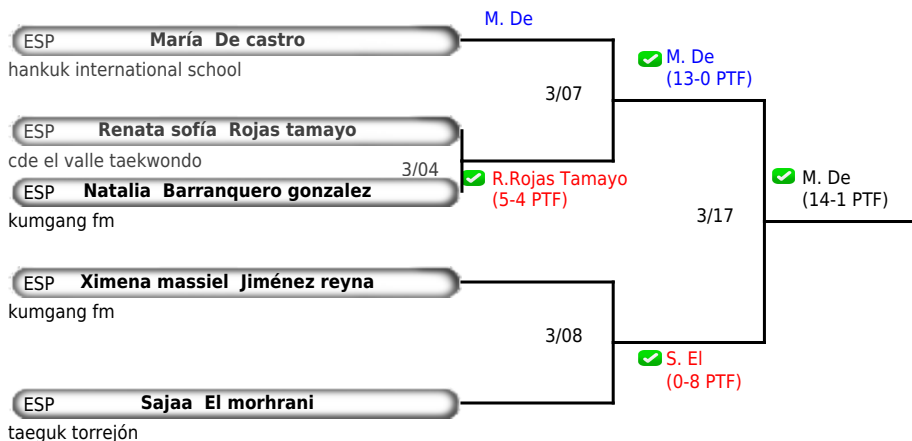 M. De
ESP María De castro
hankuk international school
M. De
(13-0 PTF)
3/07
ESP Renata sofía Rojas tamayo
cde el valle taekwondo
3/04
R.Rojas Tamayo
(5-4 PTF)
M. De
(14-1 PTF)
ESP Natalia Barranquero gonzalez
kumgang fm
3/17
ESP Ximena massiel Jiménez reyna
kumgang fm
3/08
S. El
(0-8 PTF)
ESP Sajaa El morhrani
taeguk torrejón